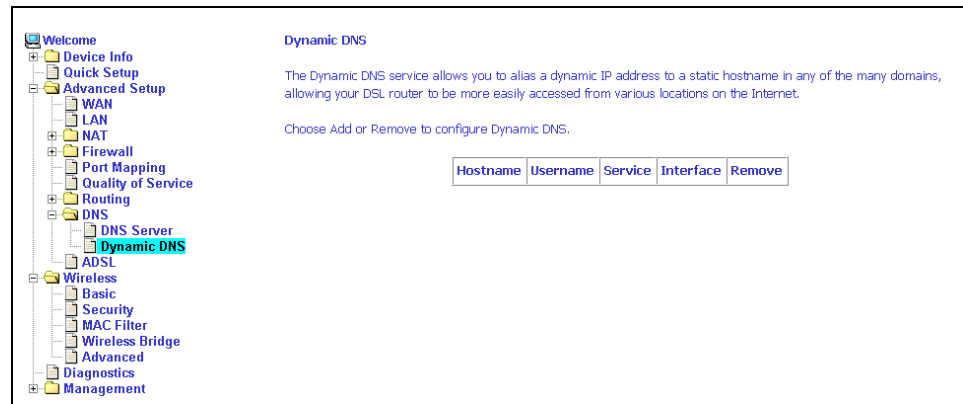 Welcome
Device Info
Quick Setup
Advanced Setup
WAN
LAN
NAT
Firewall
Port Mapping
Quality of Service
Routing
DNS
DNS Server
Dynamic DNS
ADSL
Wireless
Basic
Security
MAC Filter
Wireless Bridge
Advanced
Diagnostics
Management
Dynamic DNS
The Dynamic DNS service allows you to alias a dynamic IP address to a static hostname in any of the many domains,
allowing your DSL router to be more easily accessed from various locations on the Internet.
Choose Add or Remove to configure Dynamic DNS.
Hostname Username Service Interface Remove